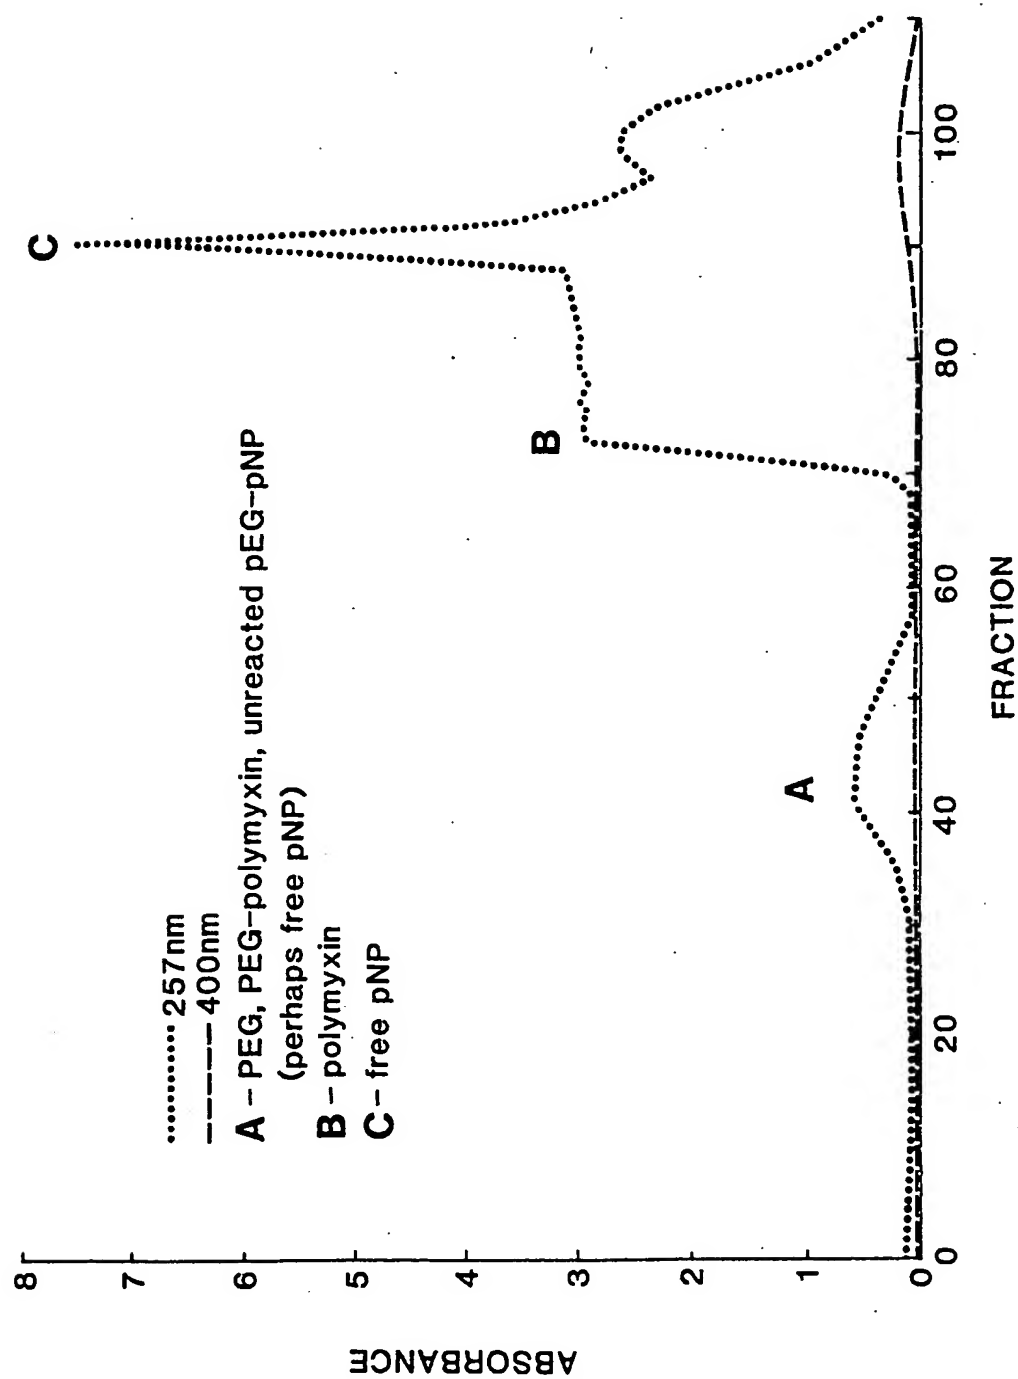 8
7
6
5
4
3
2
1
0
ABSORBANCE
257nm
400nm
A – PEG, PEG-polymyxin, unreacted pEG-pNP
(perhaps free pNP)
B – polymyxin
C – free pNP
A
B
C
0 20 40 60 80 100
FRACTION